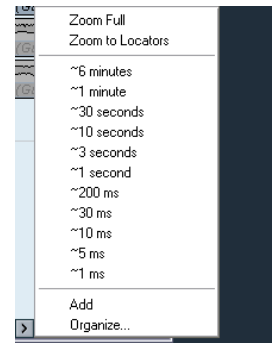 Zoom Full
Zoom to Locators
~6 minutes
~1 minute
~30 seconds
~10 seconds
~3 seconds
~1 second
~200 ms
~30 ms
~10 ms
~5 ms
~1 ms
Add
Organize...